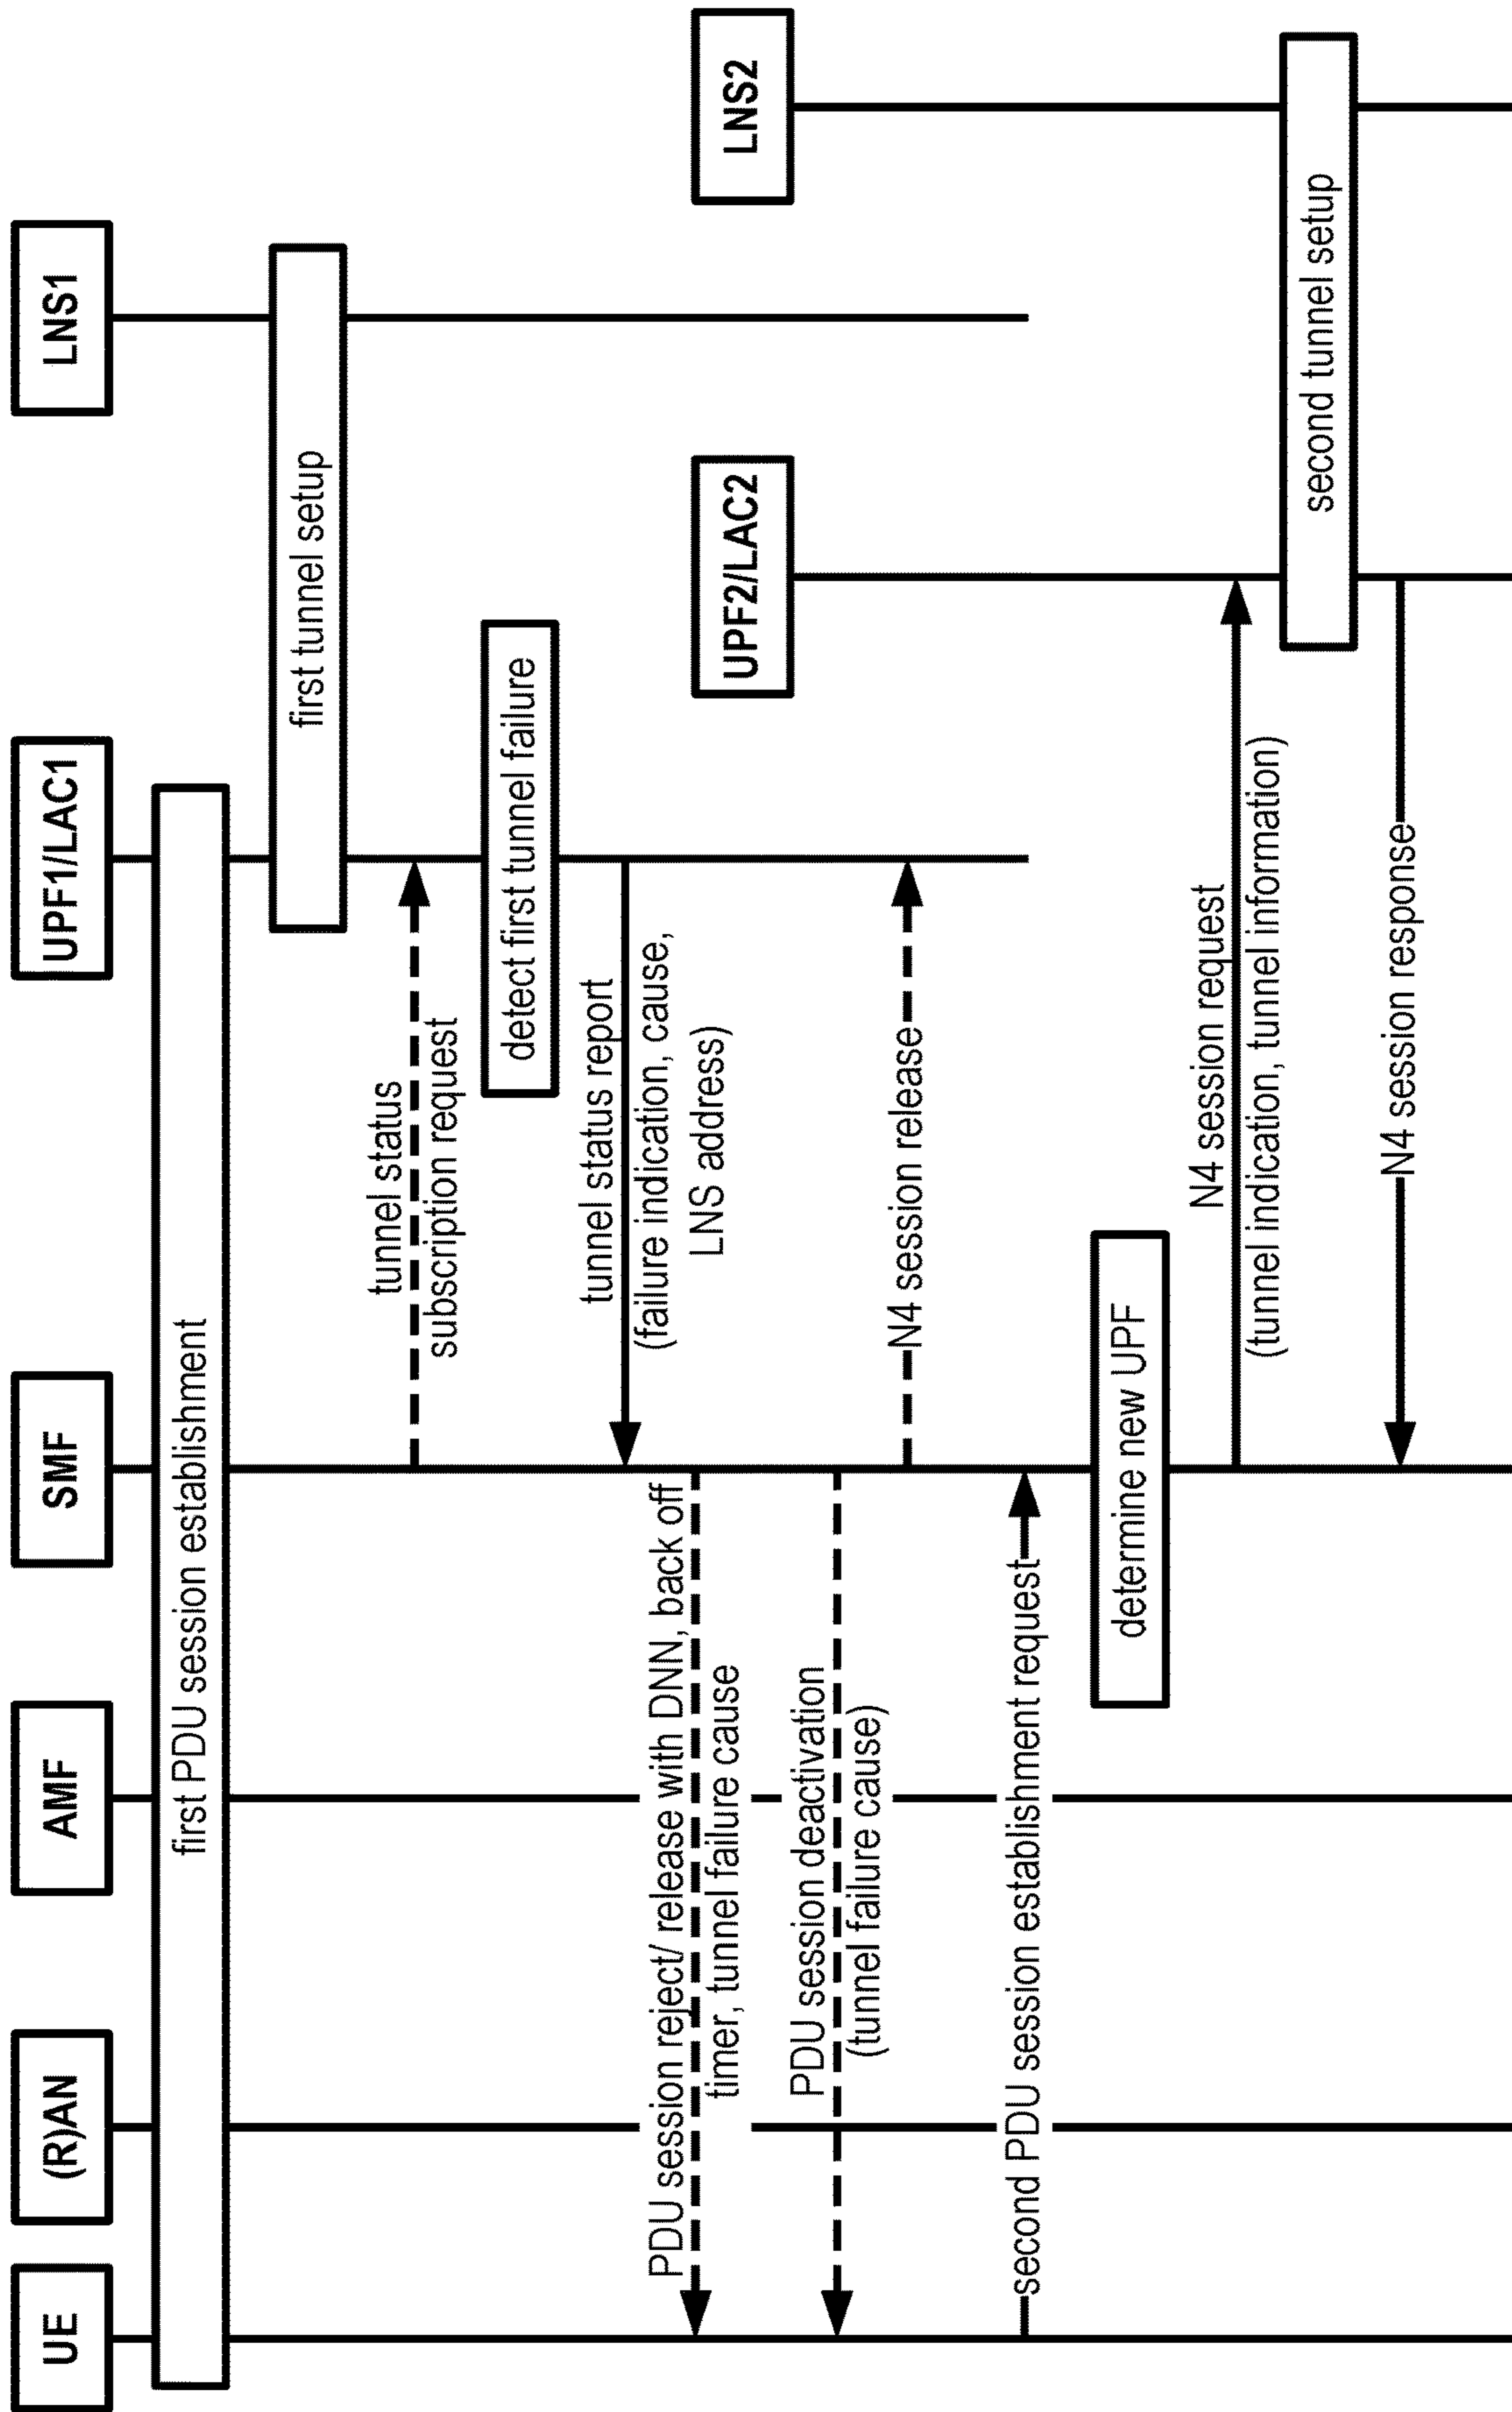 UE
(R)AN
AMF
SMF
UPF1/LAC1
LNS1
first PDU session establishment
first tunnel setup
tunnel status
subscription request
detect first tunnel failure
tunnel status report
(failure indication, cause,
LNS address)
PDU session reject/ release with DNN, back off
timer, tunnel failure cause
UPF2/LAC2
LNS2
PDU session deactivation
(tunnel failure cause)
N4 session release
second PDU session establishment request
determine new UPF
N4 session request
(tunnel indication, tunnel information)
second tunnel setup
N4 session response